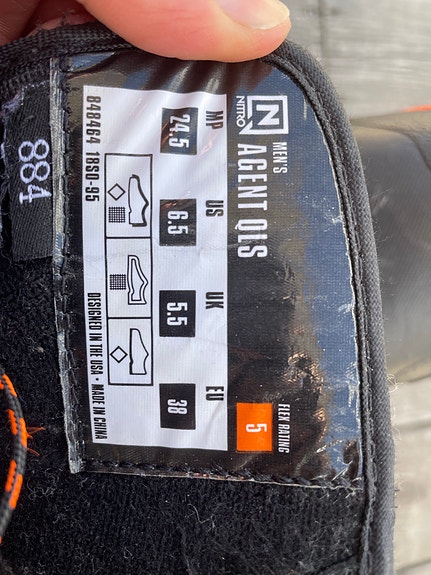 N
NITRO
MEN'S
AGENT QLS
FLEX RATING
5
MP US UK EU
24.5 6.5 5.5 38
848464 18SO-95 DESIGNED IN THE USA • MADE IN CHINA
884